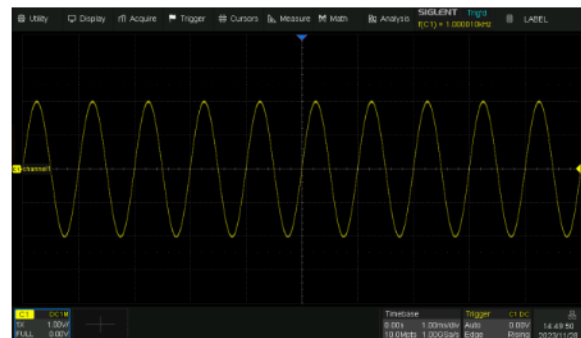 Utility Display Acquire Trigger Cursors Measure Math Analysis SIGLENT Trig'd LABEL
f(C1) = 1.000010kHz
C1 channel1
C1 DC1M
1X 1.00V/
FULL 0.00V
Timebase
0.00s 1.00ms/div
10.0Mpts 1.00GSa/s
Trigger C1 DC
Auto 0.00V
Edge Rising
14:49:50
2023/11/28